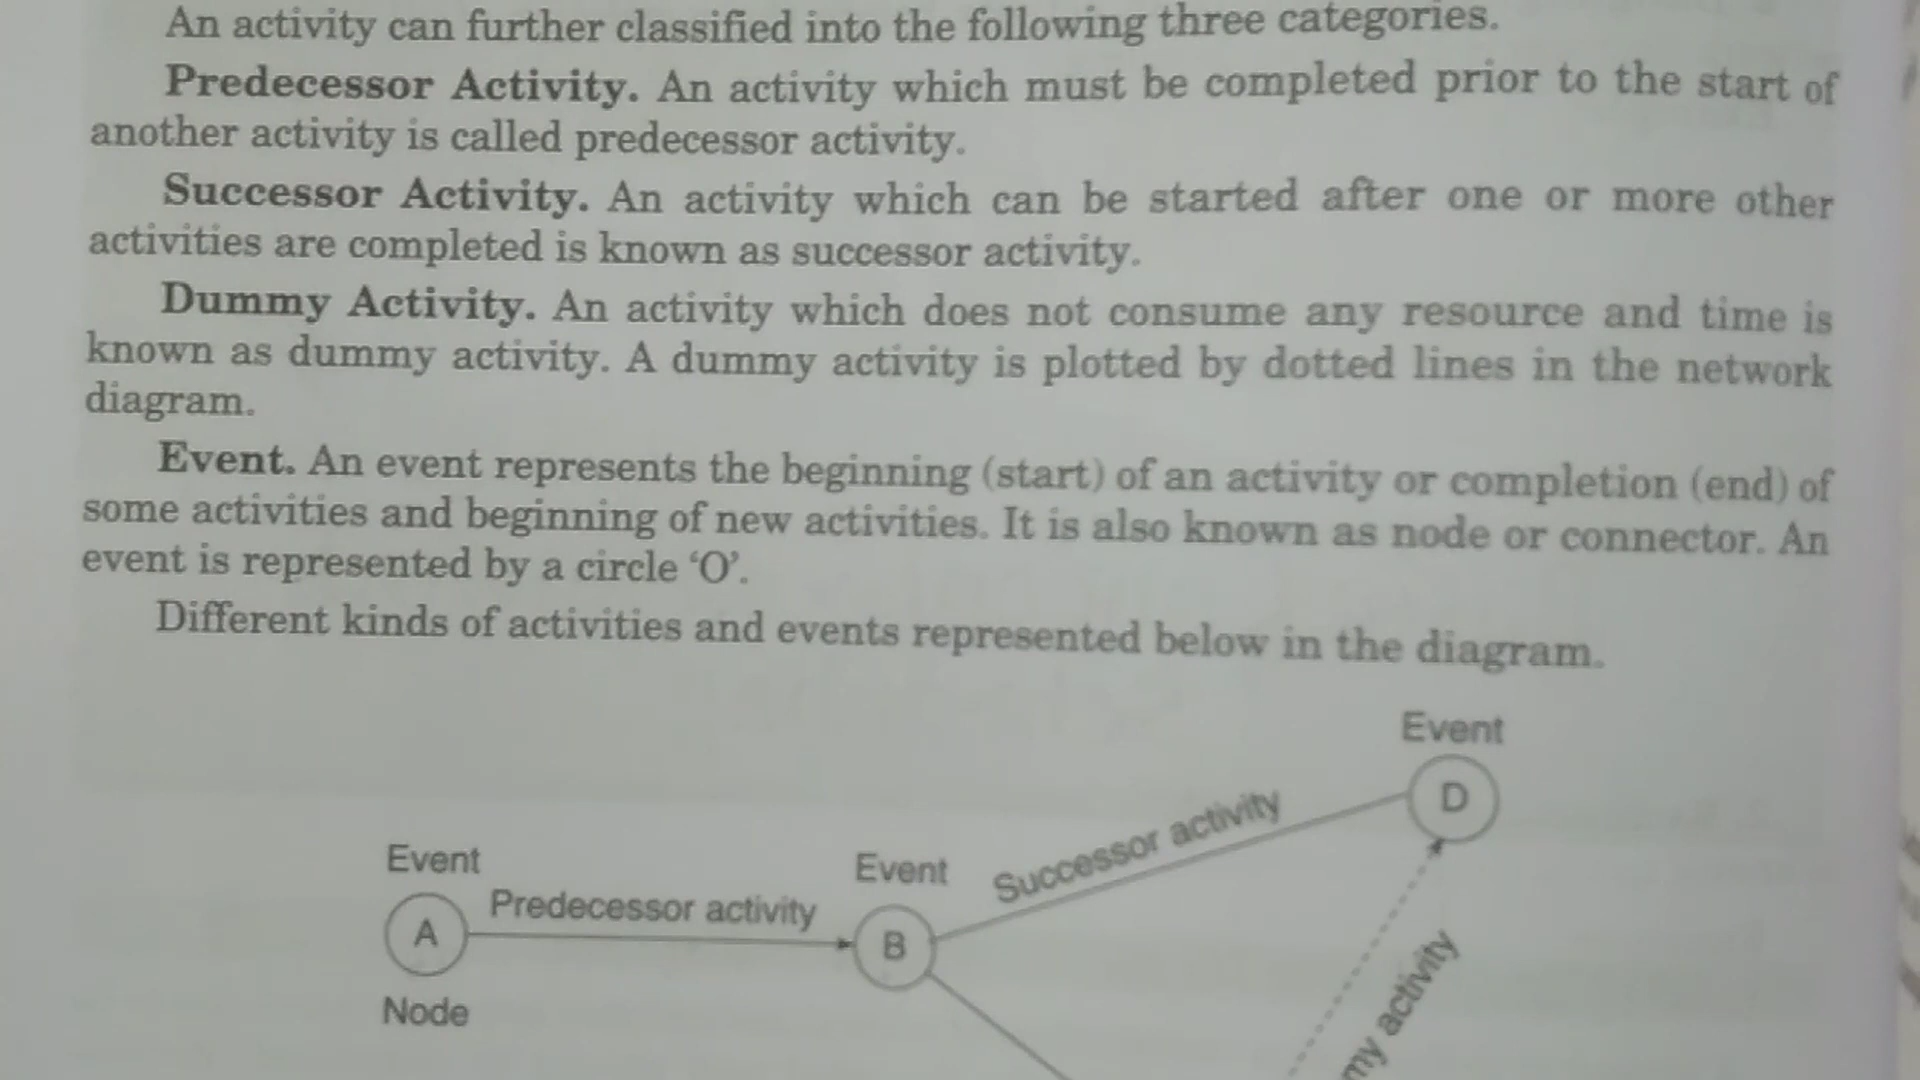 An activity can further classified into the following three categories.
Predecessor Activity. An activity which must be completed prior to the start of
another activity is called predecessor activity.
Successor Activity. An activity which can be started after one or more other
activities are completed is known as successor activity.
Dummy Activity. An activity which does not consume any resource and time is
known as dummy activity. A dummy activity is plotted by dotted lines in the network
diagram.
Event. An event represents the beginning (start) of an activity or completion (end) of
some activities and beginning of new activities. It is also known as node or connector. An
event is represented by a circle ‘O’.
Different kinds of activities and events represented below in the diagram.
Event
D
Successor activity
Event
Event
Predecessor activity
A
B
Node
my activity